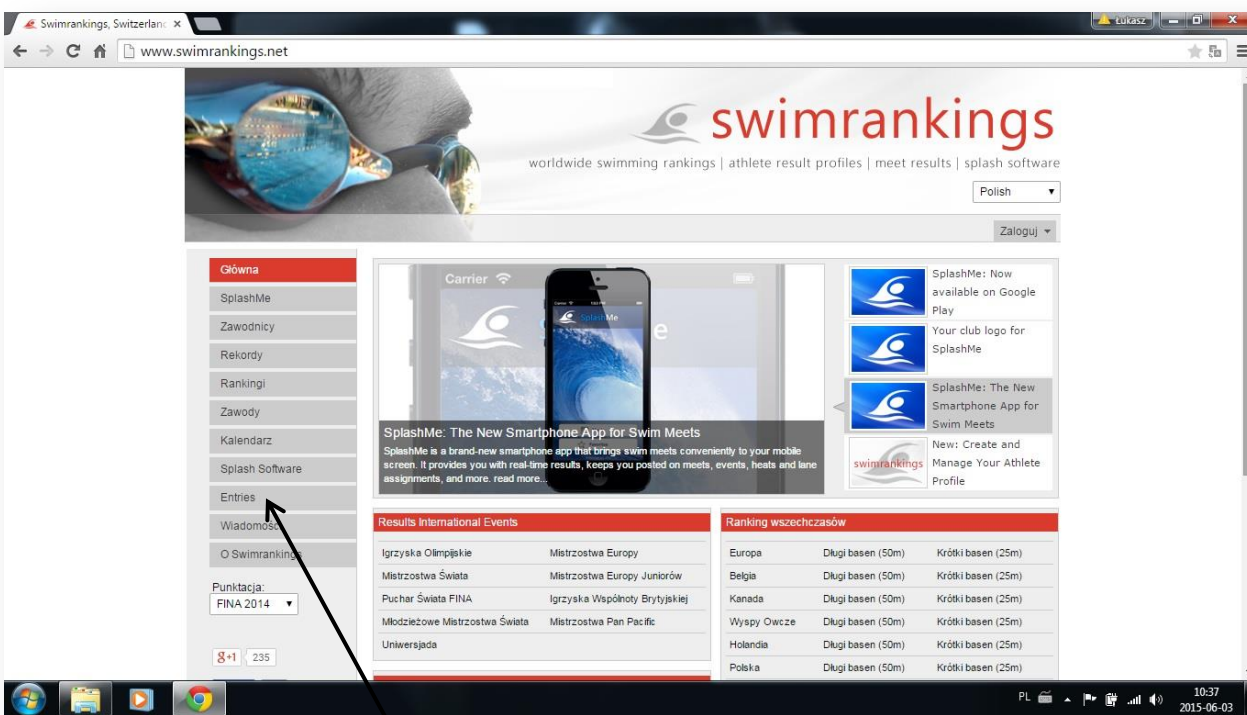 Swimrankings, Switzerlanc
Łukasz
www.swimrankings.net
swimrankings
worldwide swimming rankings | athlete result profiles | meet results | splash software
Polish
Zaloguj
Główna
SplashMe
Zawodnicy
Rekordy
Rankingi
Zawody
Kalendarz
Splash Software
Entries
Wiadomości
O Swimrankings
Punktacja:
FINA 2014
g+1 235
Carrier
SplashMe
SplashMe: The New Smartphone App for Swim Meets
SplashMe is a brand-new smartphone app that brings swim meets conveniently to your mobile
screen. It provides you with real-time results, keeps you posted on meets, events, heats and lane
assignments, and more. read more...
SplashMe: Now
available on Google
Play
Your club logo for
SplashMe
SplashMe: The New
Smartphone App for
Swim Meets
swimrankings
New: Create and
Manage Your Athlete
Profile
Results International Events
Igrzyska Olimpijskie Mistrzostwa Europy
Mistrzostwa Świata Mistrzostwa Europy Juniorów
Puchar Świata FINA Igrzyska Wspólnoty Brytyjskiej
Młodzieżowe Mistrzostwa Świata Mistrzostwa Pan Pacific
Uniwersjada
Ranking wszechczasów
Europa Długi basen (50m) Krótki basen (25m)
Belgia Długi basen (50m) Krótki basen (25m)
Kanada Długi basen (50m) Krótki basen (25m)
Wyspy Owcze Długi basen (50m) Krótki basen (25m)
Holandia Długi basen (50m) Krótki basen (25m)
Polska Długi basen (50m) Krótki basen (25m)
PL
10:37
2015-06-03